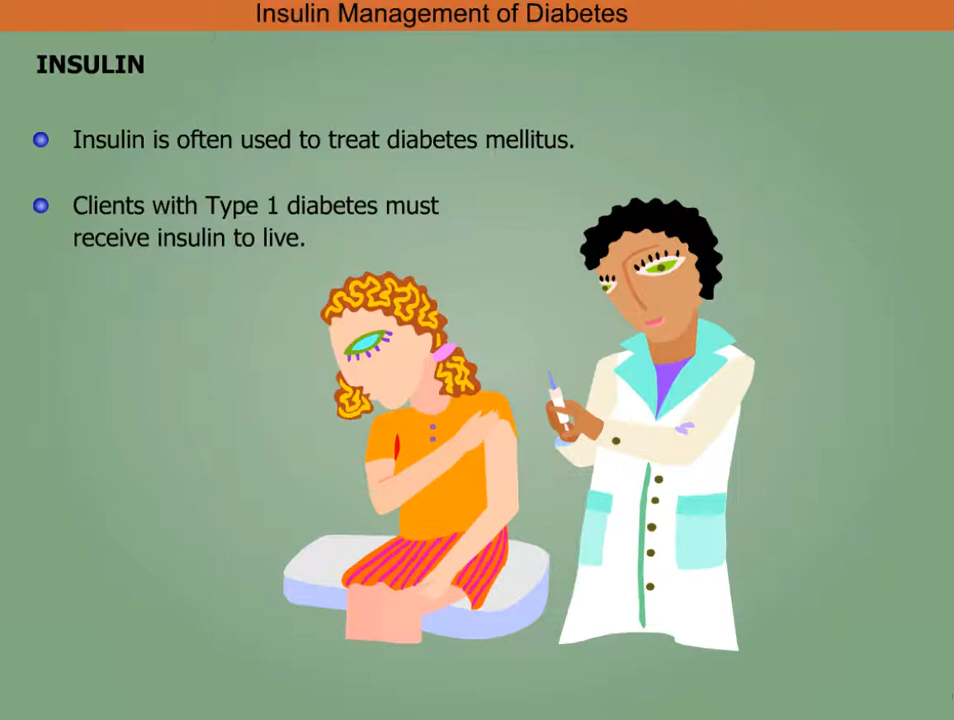 Insulin Management of Diabetes
INSULIN
Insulin is often used to treat diabetes mellitus.
Clients with Type 1 diabetes must
receive insulin to live.